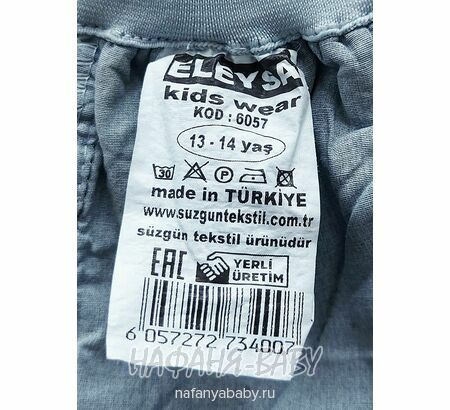 ELEYSA
kids wear
KOD : 6057
13 - 14 yaş
30 P
made in TÜRKİYE
www.suzguntekstil.com.tr
süzgün tekstil ürünüdür
EAC YERLİ
ÜRETİM
6 057272 734007
НАФАНЯ-BABY
nafanyababy.ru